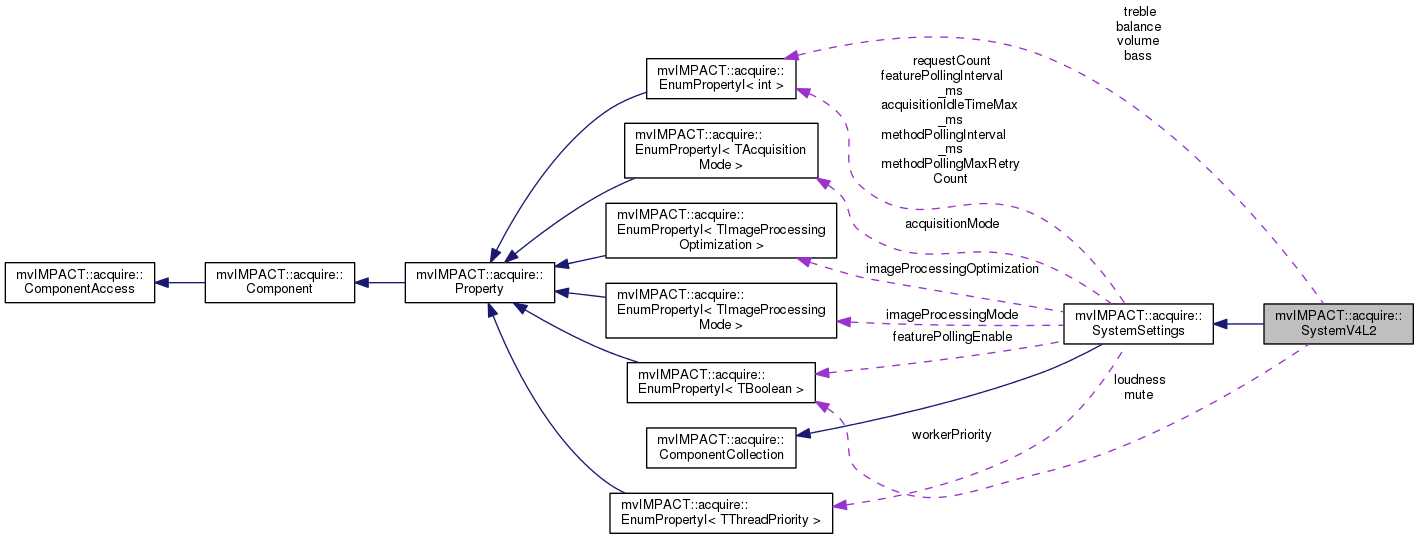 treble
balance
volume
bass
requestCount
featurePollingInterval
_ms
acquisitionIdleTimeMax
_ms
methodPollingInterval
_ms
methodPollingMaxRetry
Count
mvIMPACT::acquire::
EnumPropertyI< int >
mvIMPACT::acquire::
EnumPropertyI< TAcquisition
Mode >
mvIMPACT::acquire::
EnumPropertyI< TImageProcessing
Optimization >
acquisitionMode
mvIMPACT::acquire::
ComponentAccess
mvIMPACT::acquire::
Component
mvIMPACT::acquire::
Property
imageProcessingOptimization
mvIMPACT::acquire::
EnumPropertyI< TImageProcessing
Mode >
imageProcessingMode
featurePollingEnable
mvIMPACT::acquire::
SystemSettings
mvIMPACT::acquire::
SystemV4L2
mvIMPACT::acquire::
EnumPropertyI< TBoolean >
loudness
mute
mvIMPACT::acquire::
ComponentCollection
workerPriority
mvIMPACT::acquire::
EnumPropertyI< TThreadPriority >